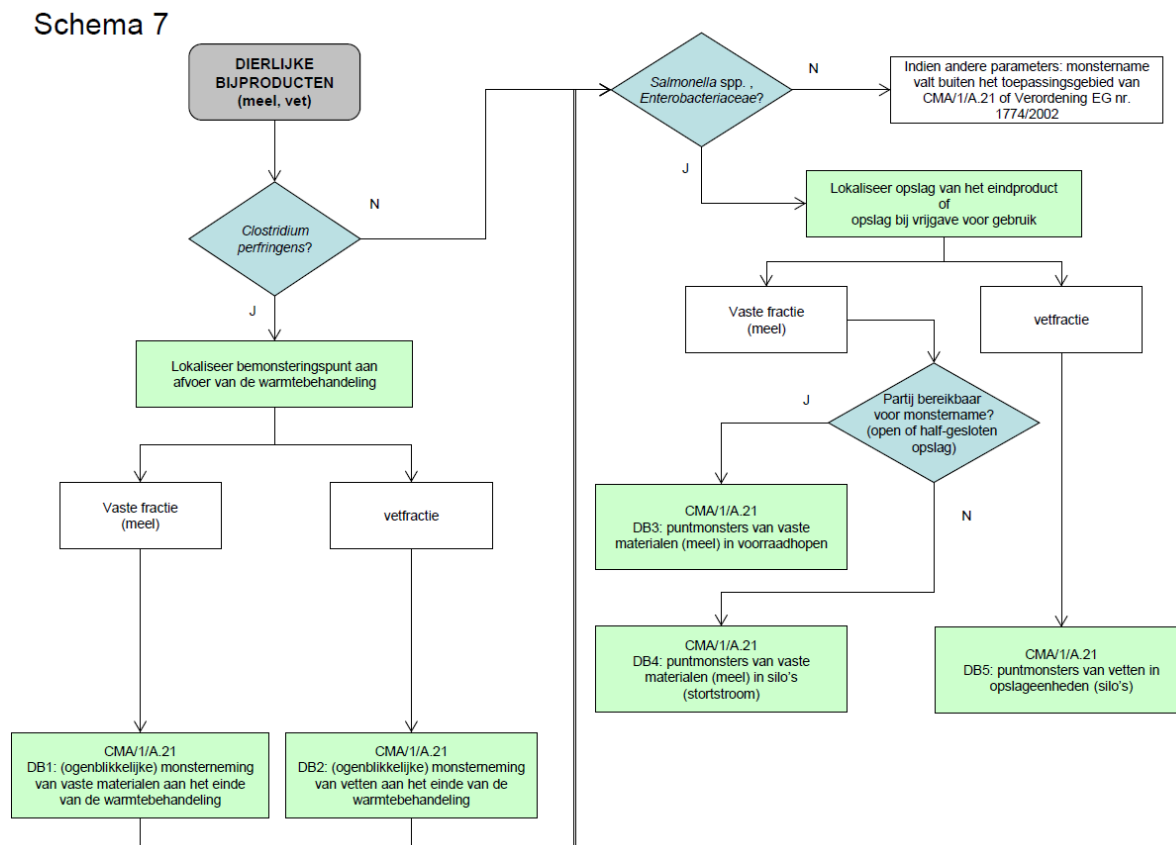 Schema 7
DIERLIJKE
BIJPRODUCTEN
(meel, vet)
N
Clostridium
perfringens?
J
Lokaliseer bemonsteringspunt aan
afvoer van de warmtebehandeling
Vaste fractie
(meel)
vetfractie
CMA/1/A.21
DB1: (ogenblikkelijke) monsterneming
van vaste materialen aan het einde
van de warmtebehandeling
CMA/1/A.21
DB2: (ogenblikkelijke) monsterneming
van vetten aan het einde van de
warmtebehandeling
Salmonella spp. ,
Enterobacteriaceae?
N
Indien andere parameters: monstername
valt buiten het toepassingsgebied van
CMA/1/A.21 of Verordening EG nr.
1774/2002
J
Lokaliseer opslag van het eindproduct
of
opslag bij vrijgave voor gebruik
Vaste fractie
(meel)
vetfractie
Partij bereikbaar
voor monstername?
(open of half-gesloten
opslag)
J
CMA/1/A.21
DB3: puntmonsters van vaste
materialen (meel) in voorraadhopen
N
CMA/1/A.21
DB4: puntmonsters van vaste
materialen (meel) in silo's
(stortstroom)
CMA/1/A.21
DB5: puntmonsters van vetten in
opslageenheden (silo's)